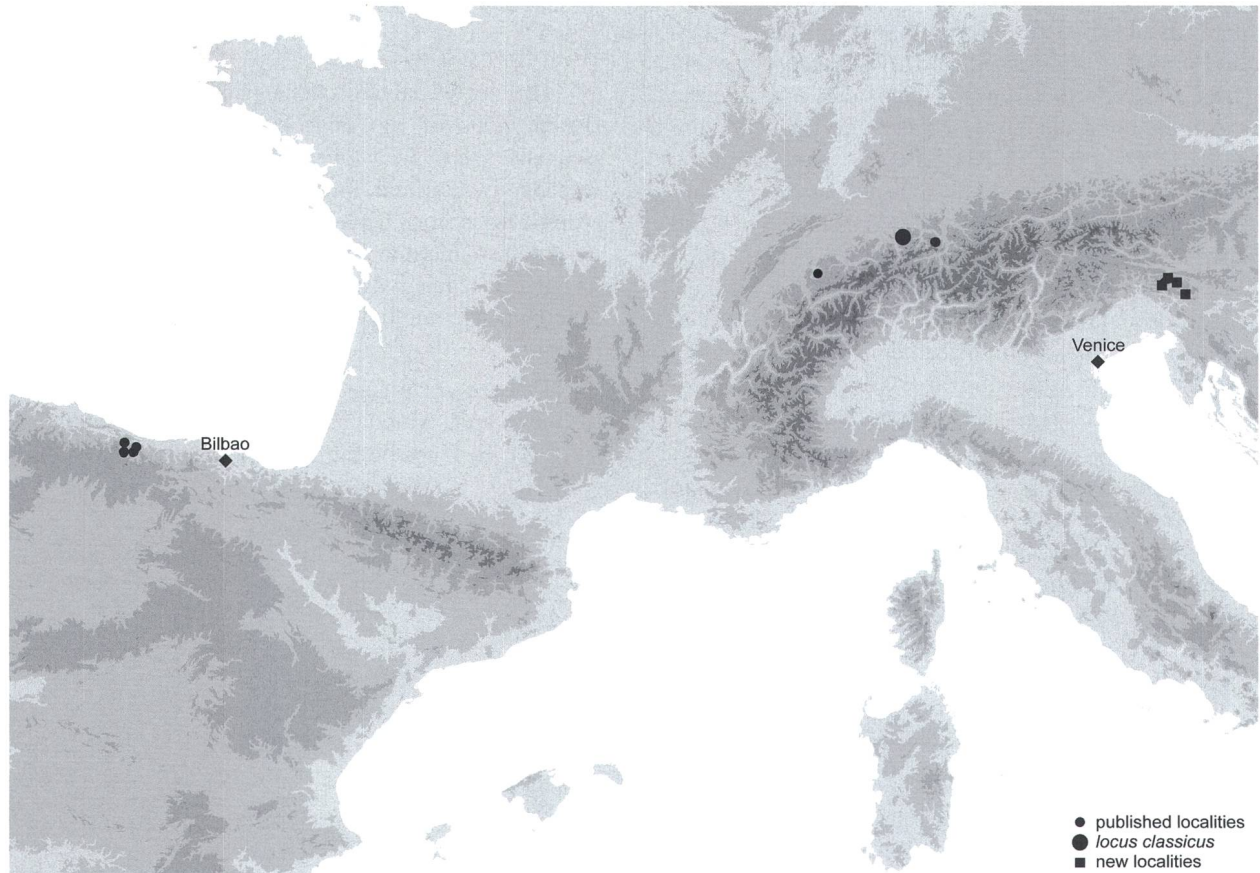 Venice
Bilbao
published localities
locus classicus
new localities